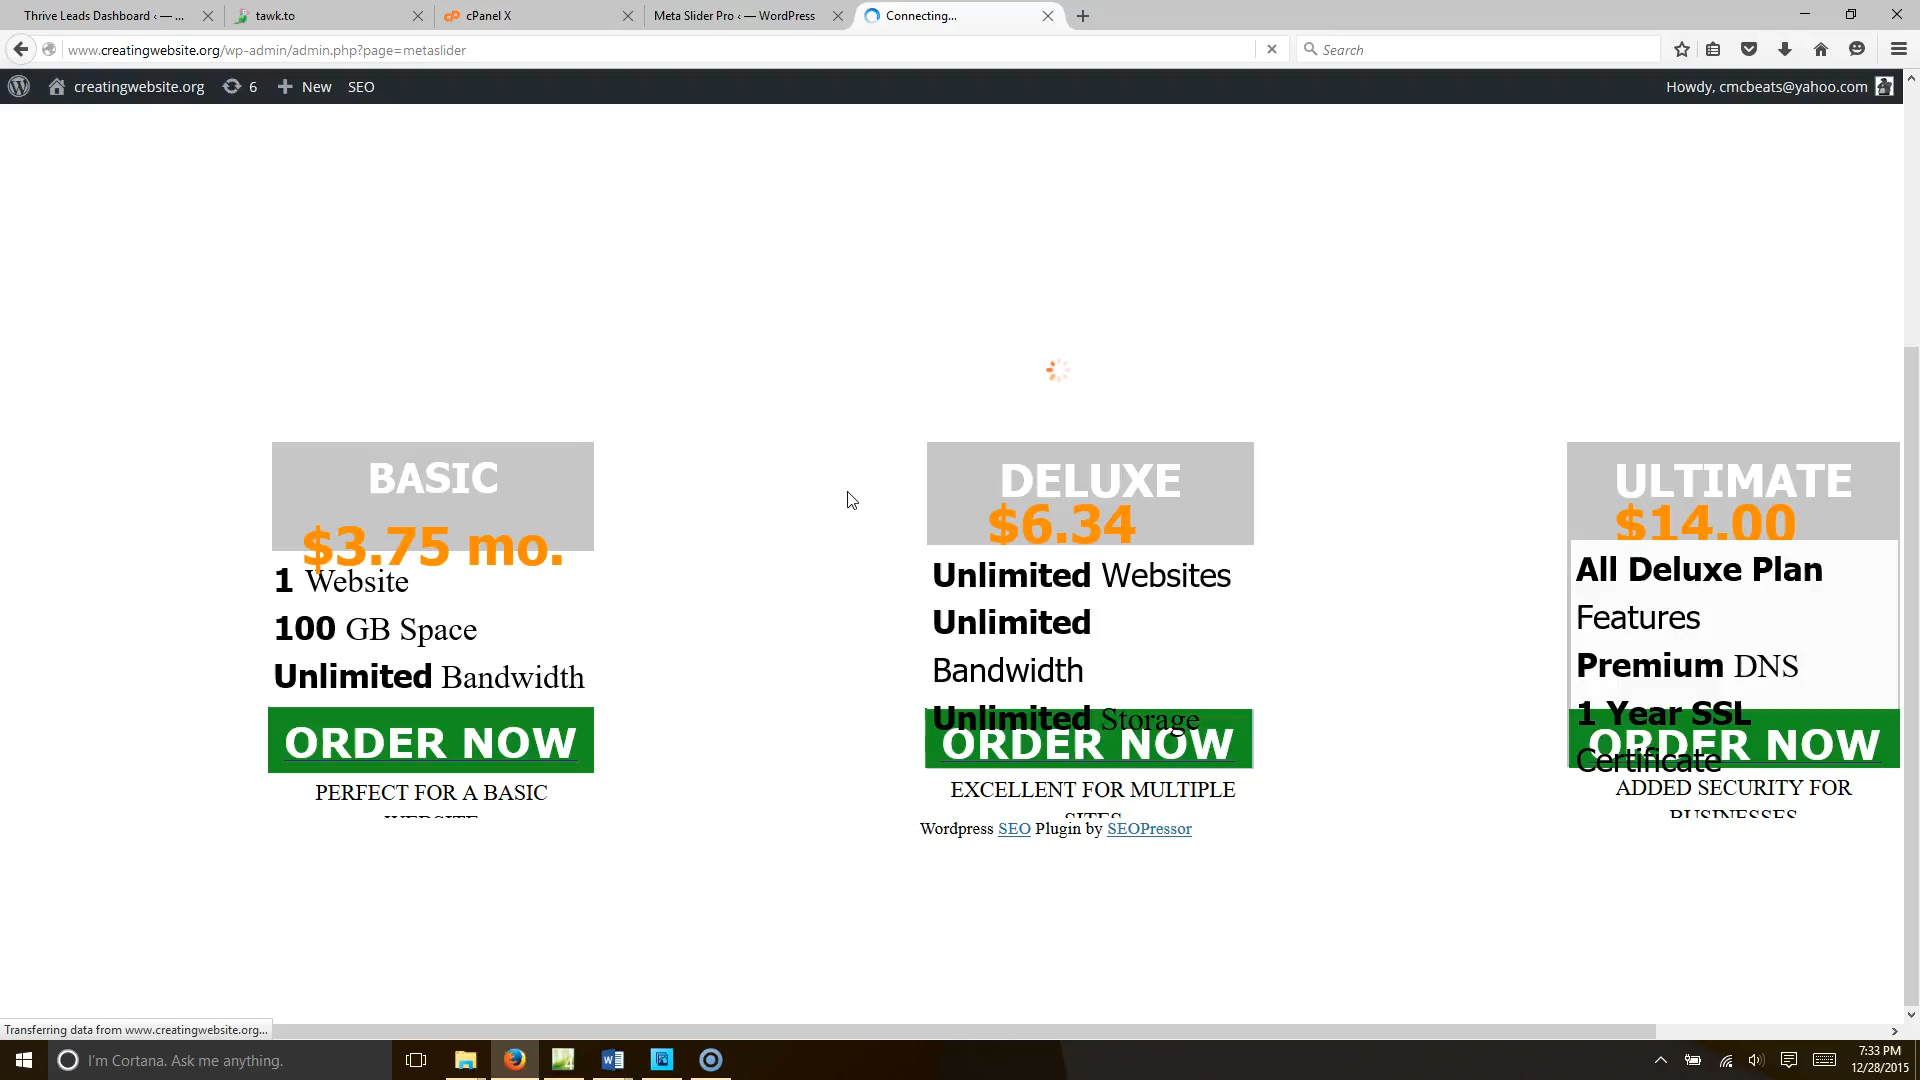 Thrive Leads Dashboard ‹ — ...
tawk.to
cPanel X
Meta Slider Pro ‹ — WordPress
Connecting...
www.creatingwebsite.org/wp-admin/admin.php?page=metaslider
Search
creatingwebsite.org
6
New
SEO
Howdy, cmcbeats@yahoo.com
BASIC
$3.75 mo.
1 Website
100 GB Space
Unlimited Bandwidth
ORDER NOW
PERFECT FOR A BASIC
WEBSITE
DELUXE
$6.34
Unlimited Websites
Unlimited
Bandwidth
Unlimited Storage
ORDER NOW
EXCELLENT FOR MULTIPLE
SITES
ULTIMATE
$14.00
All Deluxe Plan
Features
Premium DNS
1 Year SSL
Certificate
ORDER NOW
ADDED SECURITY FOR
BUSINESSES
Wordpress SEO Plugin by SEOPressor
Transferring data from www.creatingwebsite.org...
I'm Cortana. Ask me anything.
7:33 PM
12/28/2015